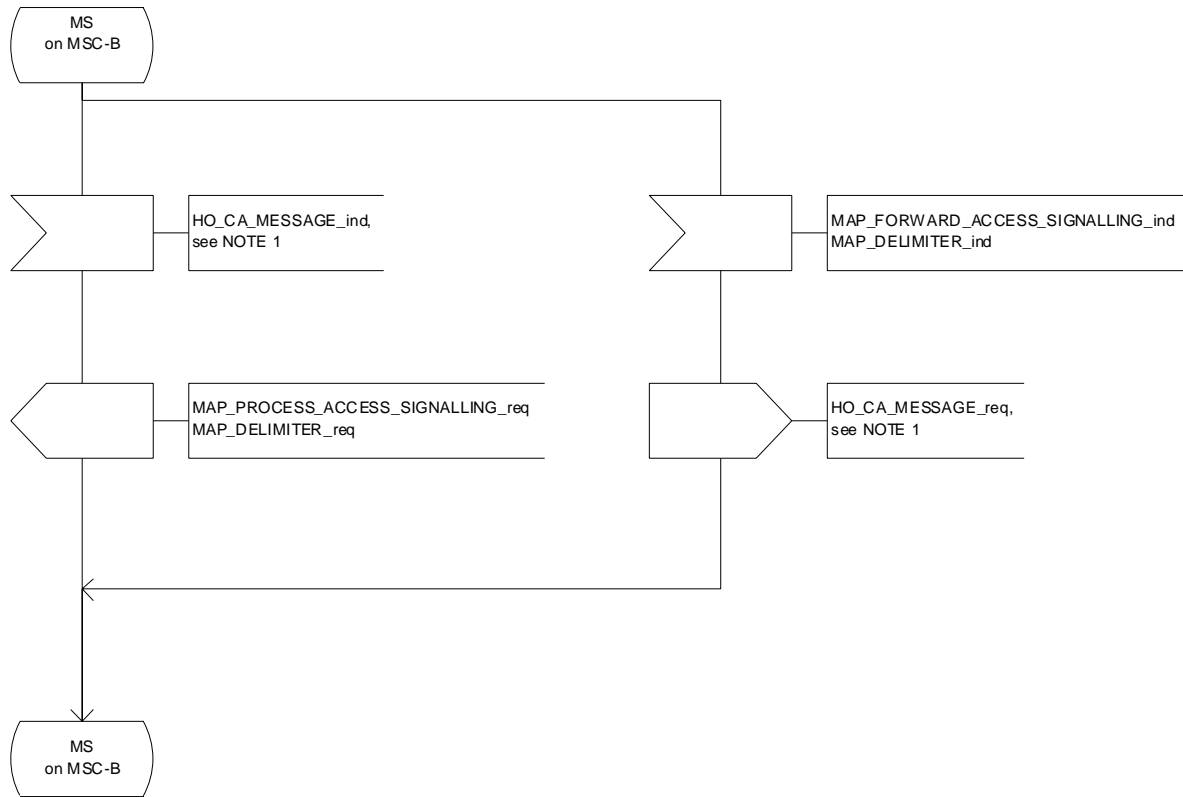 MS
on MSC-B
HO_CA_MESSAGE_ind,
see NOTE 1
MAP_FORWARD_ACCESS_SIGNALLING_ind
MAP_DELIMITER_ind
MAP_PROCESS_ACCESS_SIGNALLING_req
MAP_DELIMITER_req
HO_CA_MESSAGE_req,
see NOTE 1
MS
on MSC-B